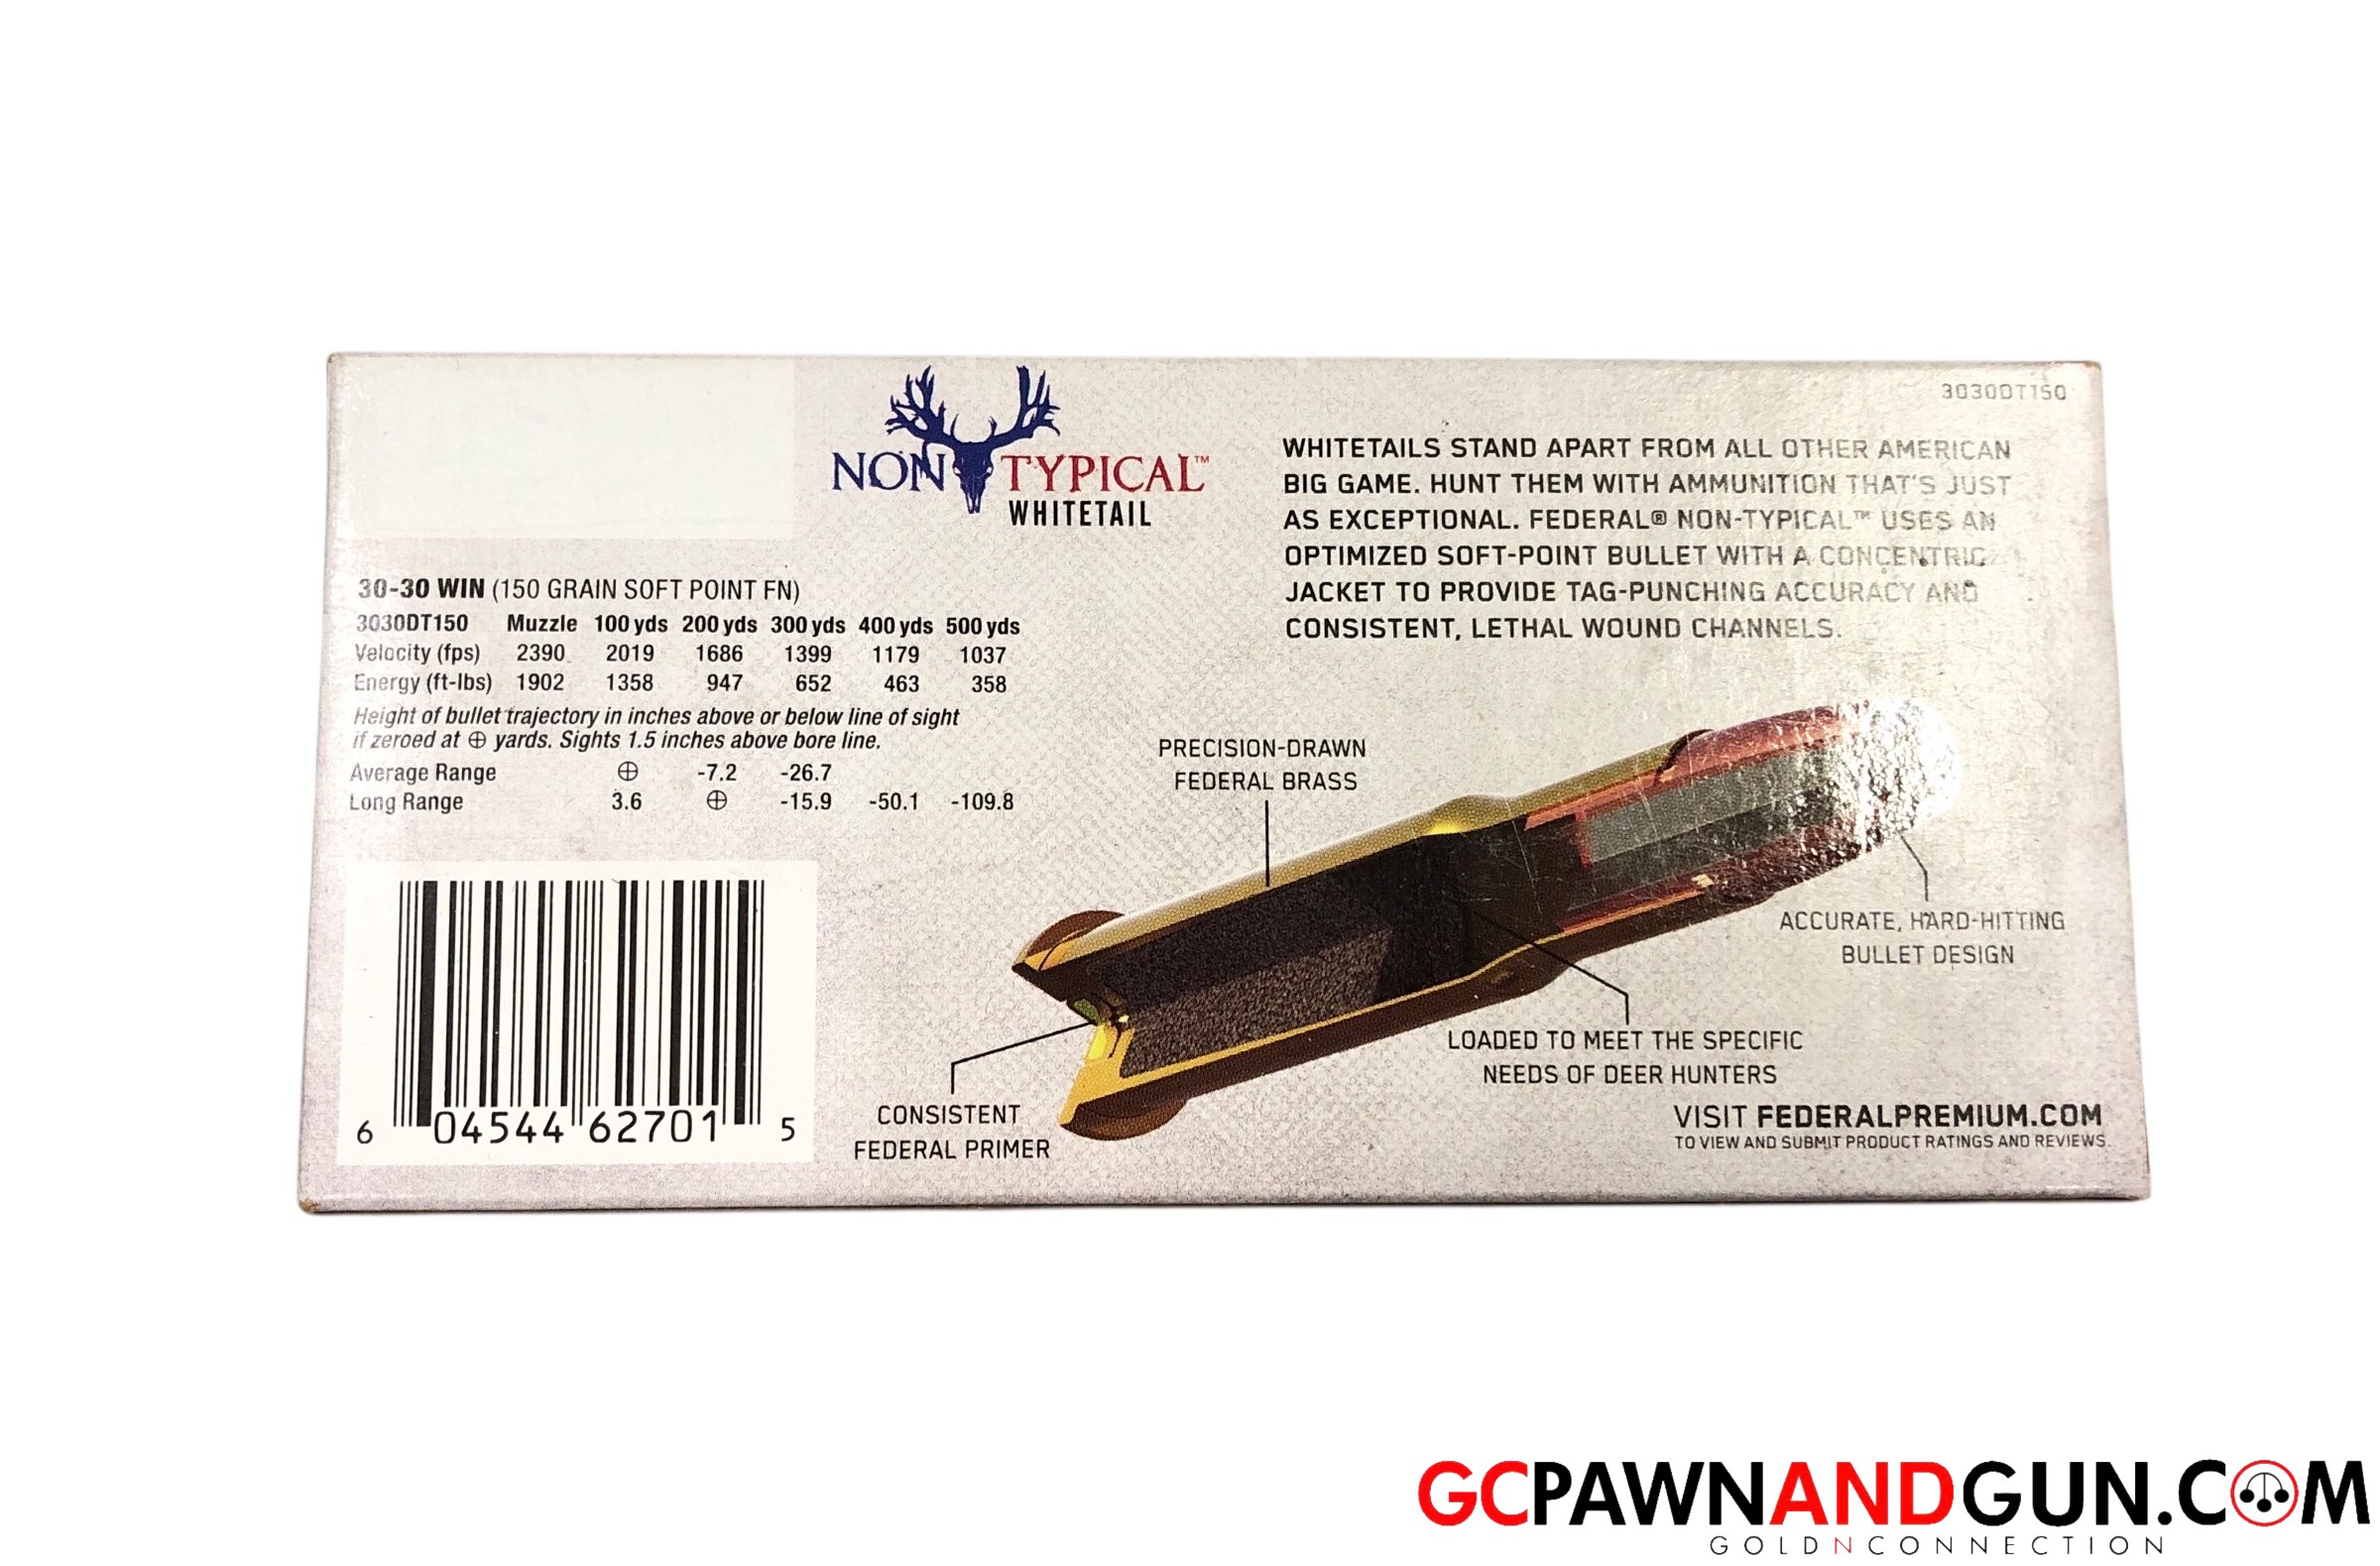 3030DT150
NON TYPICAL™
WHITETAIL
WHITETAILS STAND APART FROM ALL OTHER AMERICAN
BIG GAME. HUNT THEM WITH AMMUNITION THAT'S JUST
AS EXCEPTIONAL. FEDERAL® NON-TYPICAL™ USES AN
OPTIMIZED SOFT-POINT BULLET WITH A CONCENTRIC
JACKET TO PROVIDE TAG-PUNCHING ACCURACY AND
CONSISTENT, LETHAL WOUND CHANNELS.
30-30 WIN (150 GRAIN SOFT POINT FN)
3030DT150 Muzzle 100 yds 200 yds 300 yds 400 yds 500 yds
Velocity (fps) 2390 2019 1686 1399 1179 1037
Energy (ft-lbs) 1902 1358 947 652 463 358
Height of bullet trajectory in inches above or below line of sight
if zeroed at ⊕ yards. Sights 1.5 inches above bore line.
Average Range ⊕ -7.2 -26.7
Long Range 3.6 ⊕ -15.9 -50.1 -109.8
PRECISION-DRAWN
FEDERAL BRASS
ACCURATE, HARD-HITTING
BULLET DESIGN
LOADED TO MEET THE SPECIFIC
NEEDS OF DEER HUNTERS
CONSISTENT
FEDERAL PRIMER
6 04544 62701 5
VISIT FEDERALPREMIUM.COM
TO VIEW AND SUBMIT PRODUCT RATINGS AND REVIEWS.
GCPAWNANDGUN.COM
GOLDNCONNECTION